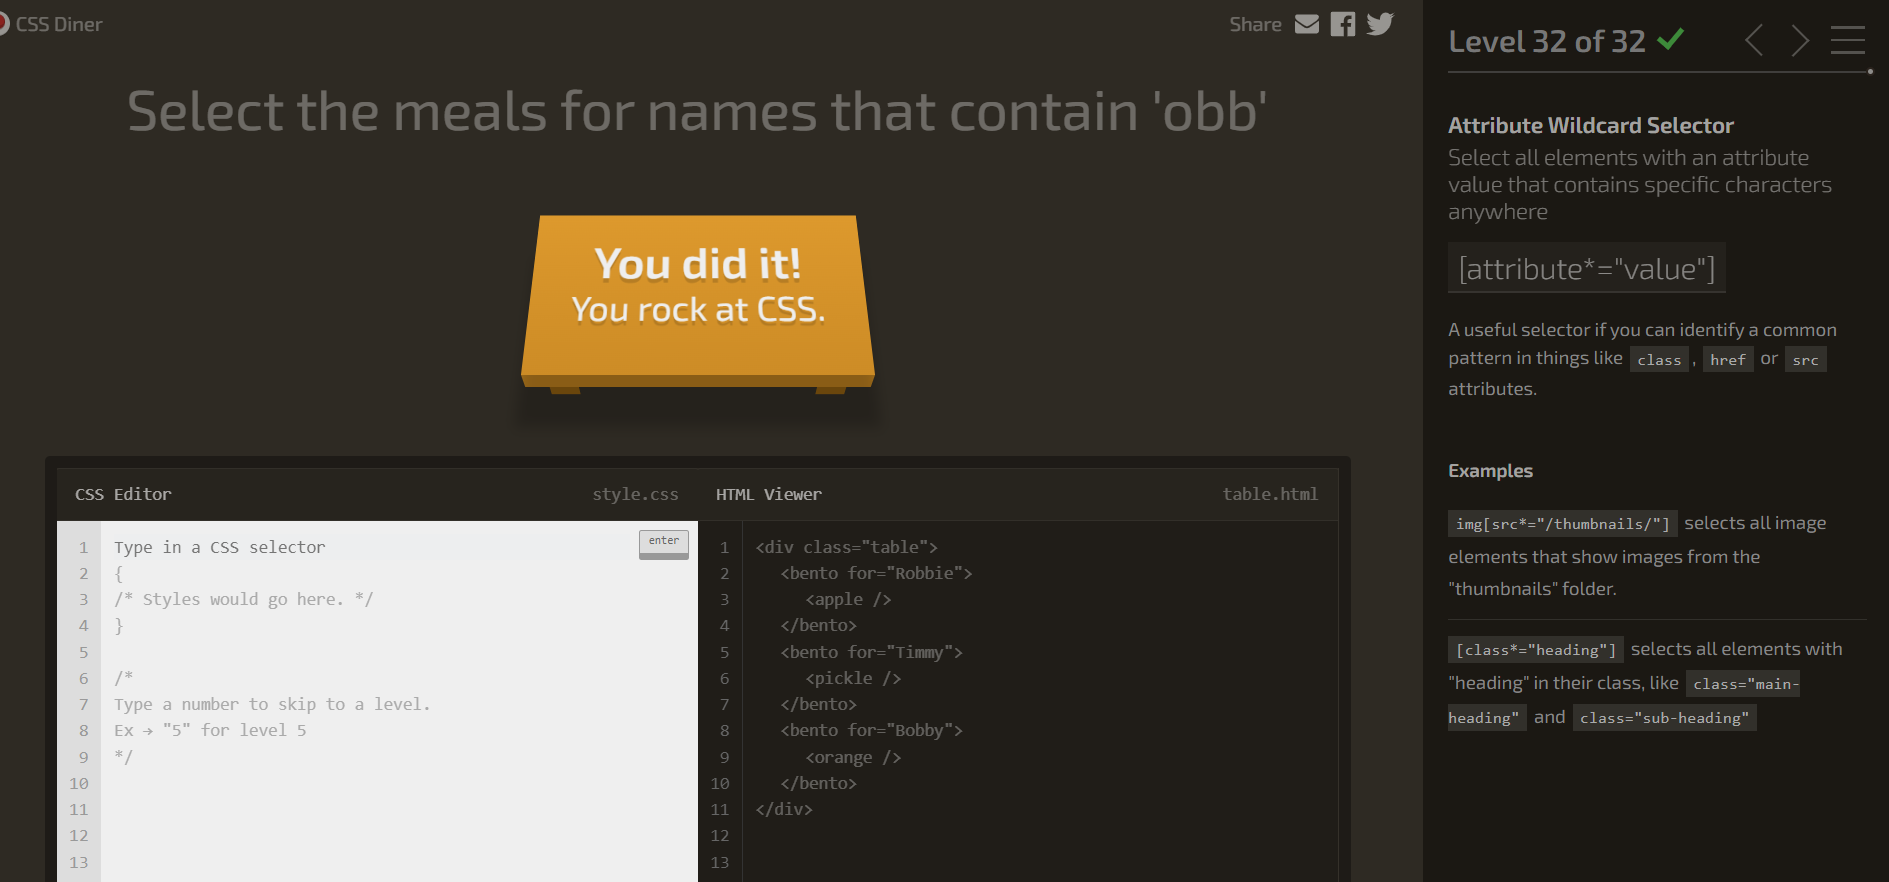 CSS Diner
Share
Select the meals for names that contain 'obb'
You did it!
You rock at CSS.
CSS Editor
style.css
1 Type in a CSS selector
enter
2 {
3 /* Styles would go here. */
4 }
5
6 /*
7 Type a number to skip to a level.
8 Ex → "5" for level 5
9 */
10
11
12
13
HTML Viewer
table.html
1 <div class="table">
2 <bento for="Robbie">
3 <apple />
4 </bento>
5 <bento for="Timmy">
6 <pickle />
7 </bento>
8 <bento for="Bobby">
9 <orange />
10 </bento>
11 </div>
12
13
Level 32 of 32
Attribute Wildcard Selector
Select all elements with an attribute
value that contains specific characters
anywhere
[attribute*="value"]
A useful selector if you can identify a common
pattern in things like class , href or src
attributes.
Examples
img[src*="/thumbnails/"] selects all image
elements that show images from the
"thumbnails" folder.
[class*="heading"] selects all elements with
"heading" in their class, like class="main-
heading" and class="sub-heading"